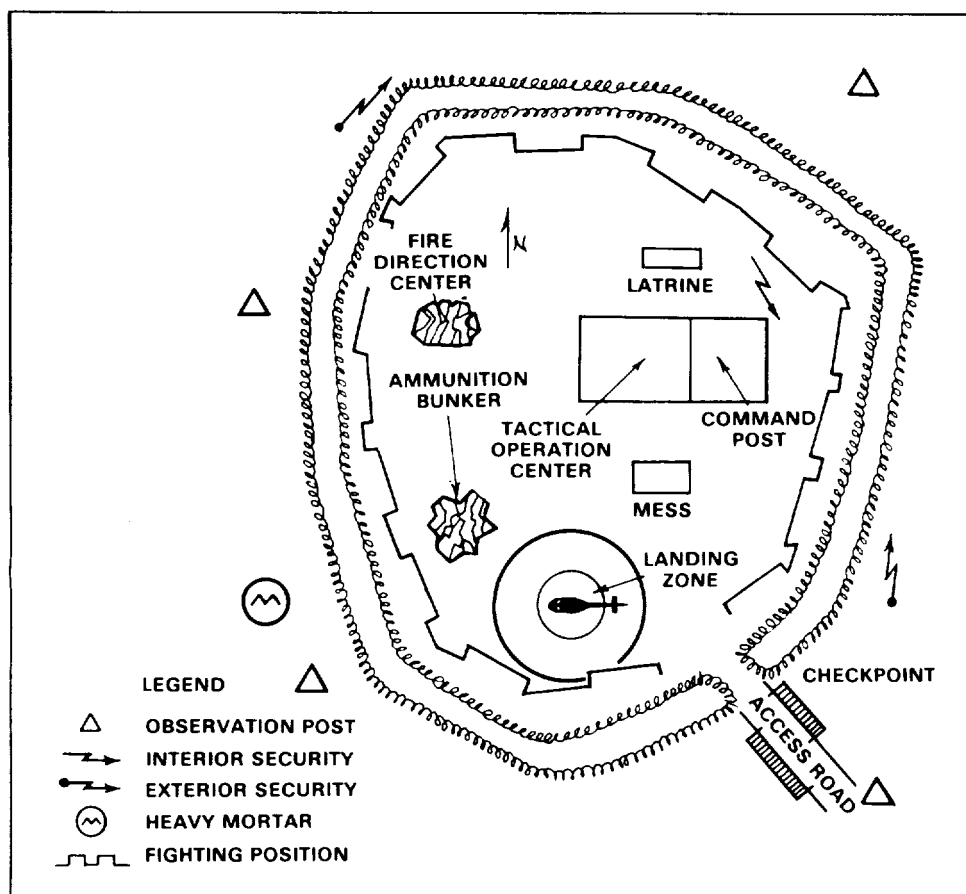 N
FIRE
DIRECTION
CENTER
LATRINE
AMMUNITION
BUNKER
TACTICAL
OPERATION
CENTER
COMMAND
POST
MESS
LANDING
ZONE
CHECKPOINT
ACCESS ROAD
LEGEND
OBSERVATION POST
INTERIOR SECURITY
EXTERIOR SECURITY
HEAVY MORTAR
FIGHTING POSITION